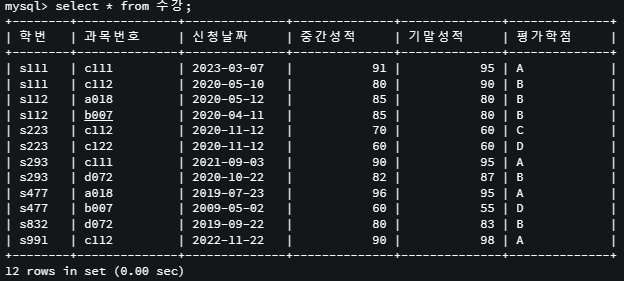 mysql> select * from 수강;
+------+----------+------------+----------+----------+----------+
| 학번 | 과목번호 | 신청날짜 | 중간성적 | 기말성적 | 평가학점 |
+------+----------+------------+----------+----------+----------+
| s111 | c111 | 2023-03-07 | 91 | 95 | A |
| s111 | c112 | 2020-05-10 | 80 | 90 | B |
| s112 | a018 | 2020-05-12 | 85 | 80 | B |
| s112 | b007 | 2020-04-11 | 85 | 80 | B |
| s223 | c112 | 2020-11-12 | 70 | 60 | C |
| s223 | c122 | 2020-11-12 | 60 | 60 | D |
| s293 | c111 | 2021-09-03 | 90 | 95 | A |
| s293 | d072 | 2020-10-22 | 82 | 87 | B |
| s477 | a018 | 2019-07-23 | 96 | 95 | A |
| s477 | b007 | 2009-05-02 | 60 | 55 | D |
| s832 | d072 | 2019-09-22 | 80 | 83 | B |
| s991 | c112 | 2022-11-22 | 90 | 98 | A |
+------+----------+------------+----------+----------+----------+
12 rows in set (0.00 sec)